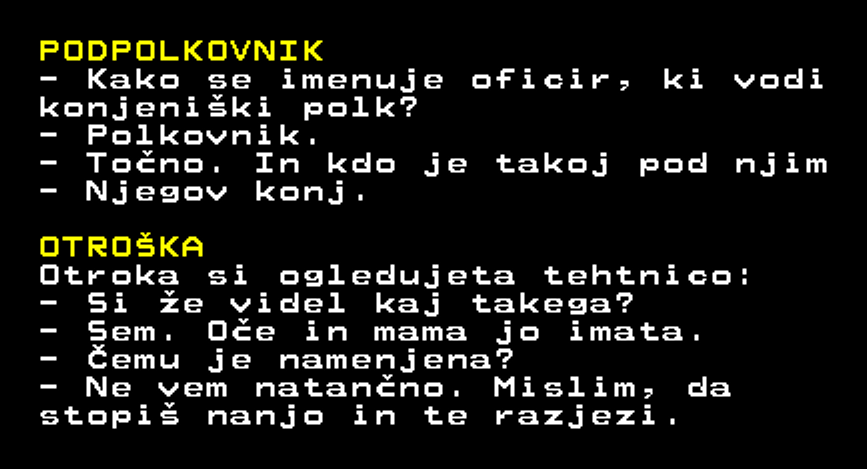 PODPOLKOVNIK
- Kako se imenuje oficir, ki vodi
konjeniški polk?
- Polkovnik.
- Točno. In kdo je takoj pod njim
- Njegov konj.
OTROŠKA
Otroka si ogledujeta tehtnico:
- Si že videl kaj takega?
- Sem. Oče in mama jo imata.
- Čemu je namenjena?
- Ne vem natančno. Mislim, da
stopiš nanjo in te razjezi.